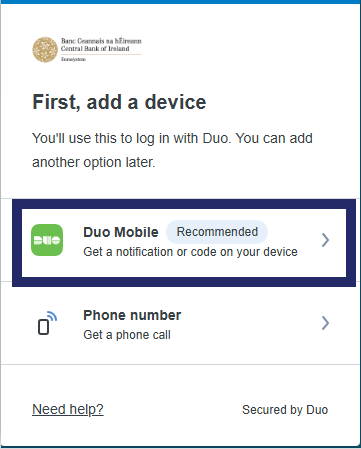 Banc Ceannais na hÉireann
Central Bank of Ireland
Eurosystem
First, add a device
You'll use this to log in with Duo. You can add
another option later.
DUO
Duo Mobile Recommended
Get a notification or code on your device
Phone number
Get a phone call
Need help? Secured by Duo